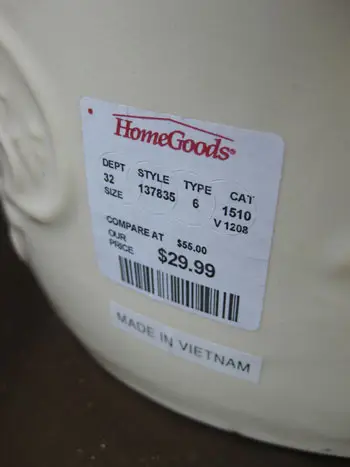 HomeGoods®
DEPT STYLE TYPE CAT
32 137835 6 1510
SIZE V 1208
COMPARE AT $55.00
OUR PRICE $29.99
MADE IN VIETNAM